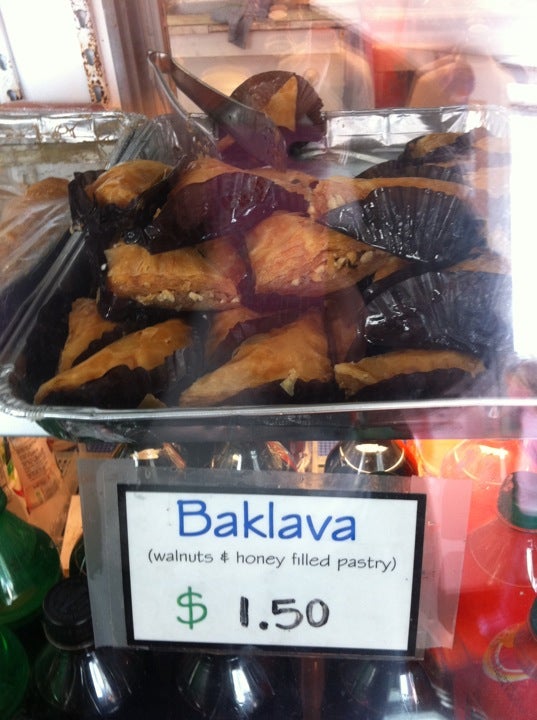 Baklava
(walnuts & honey filled pastry)
$ 1.50